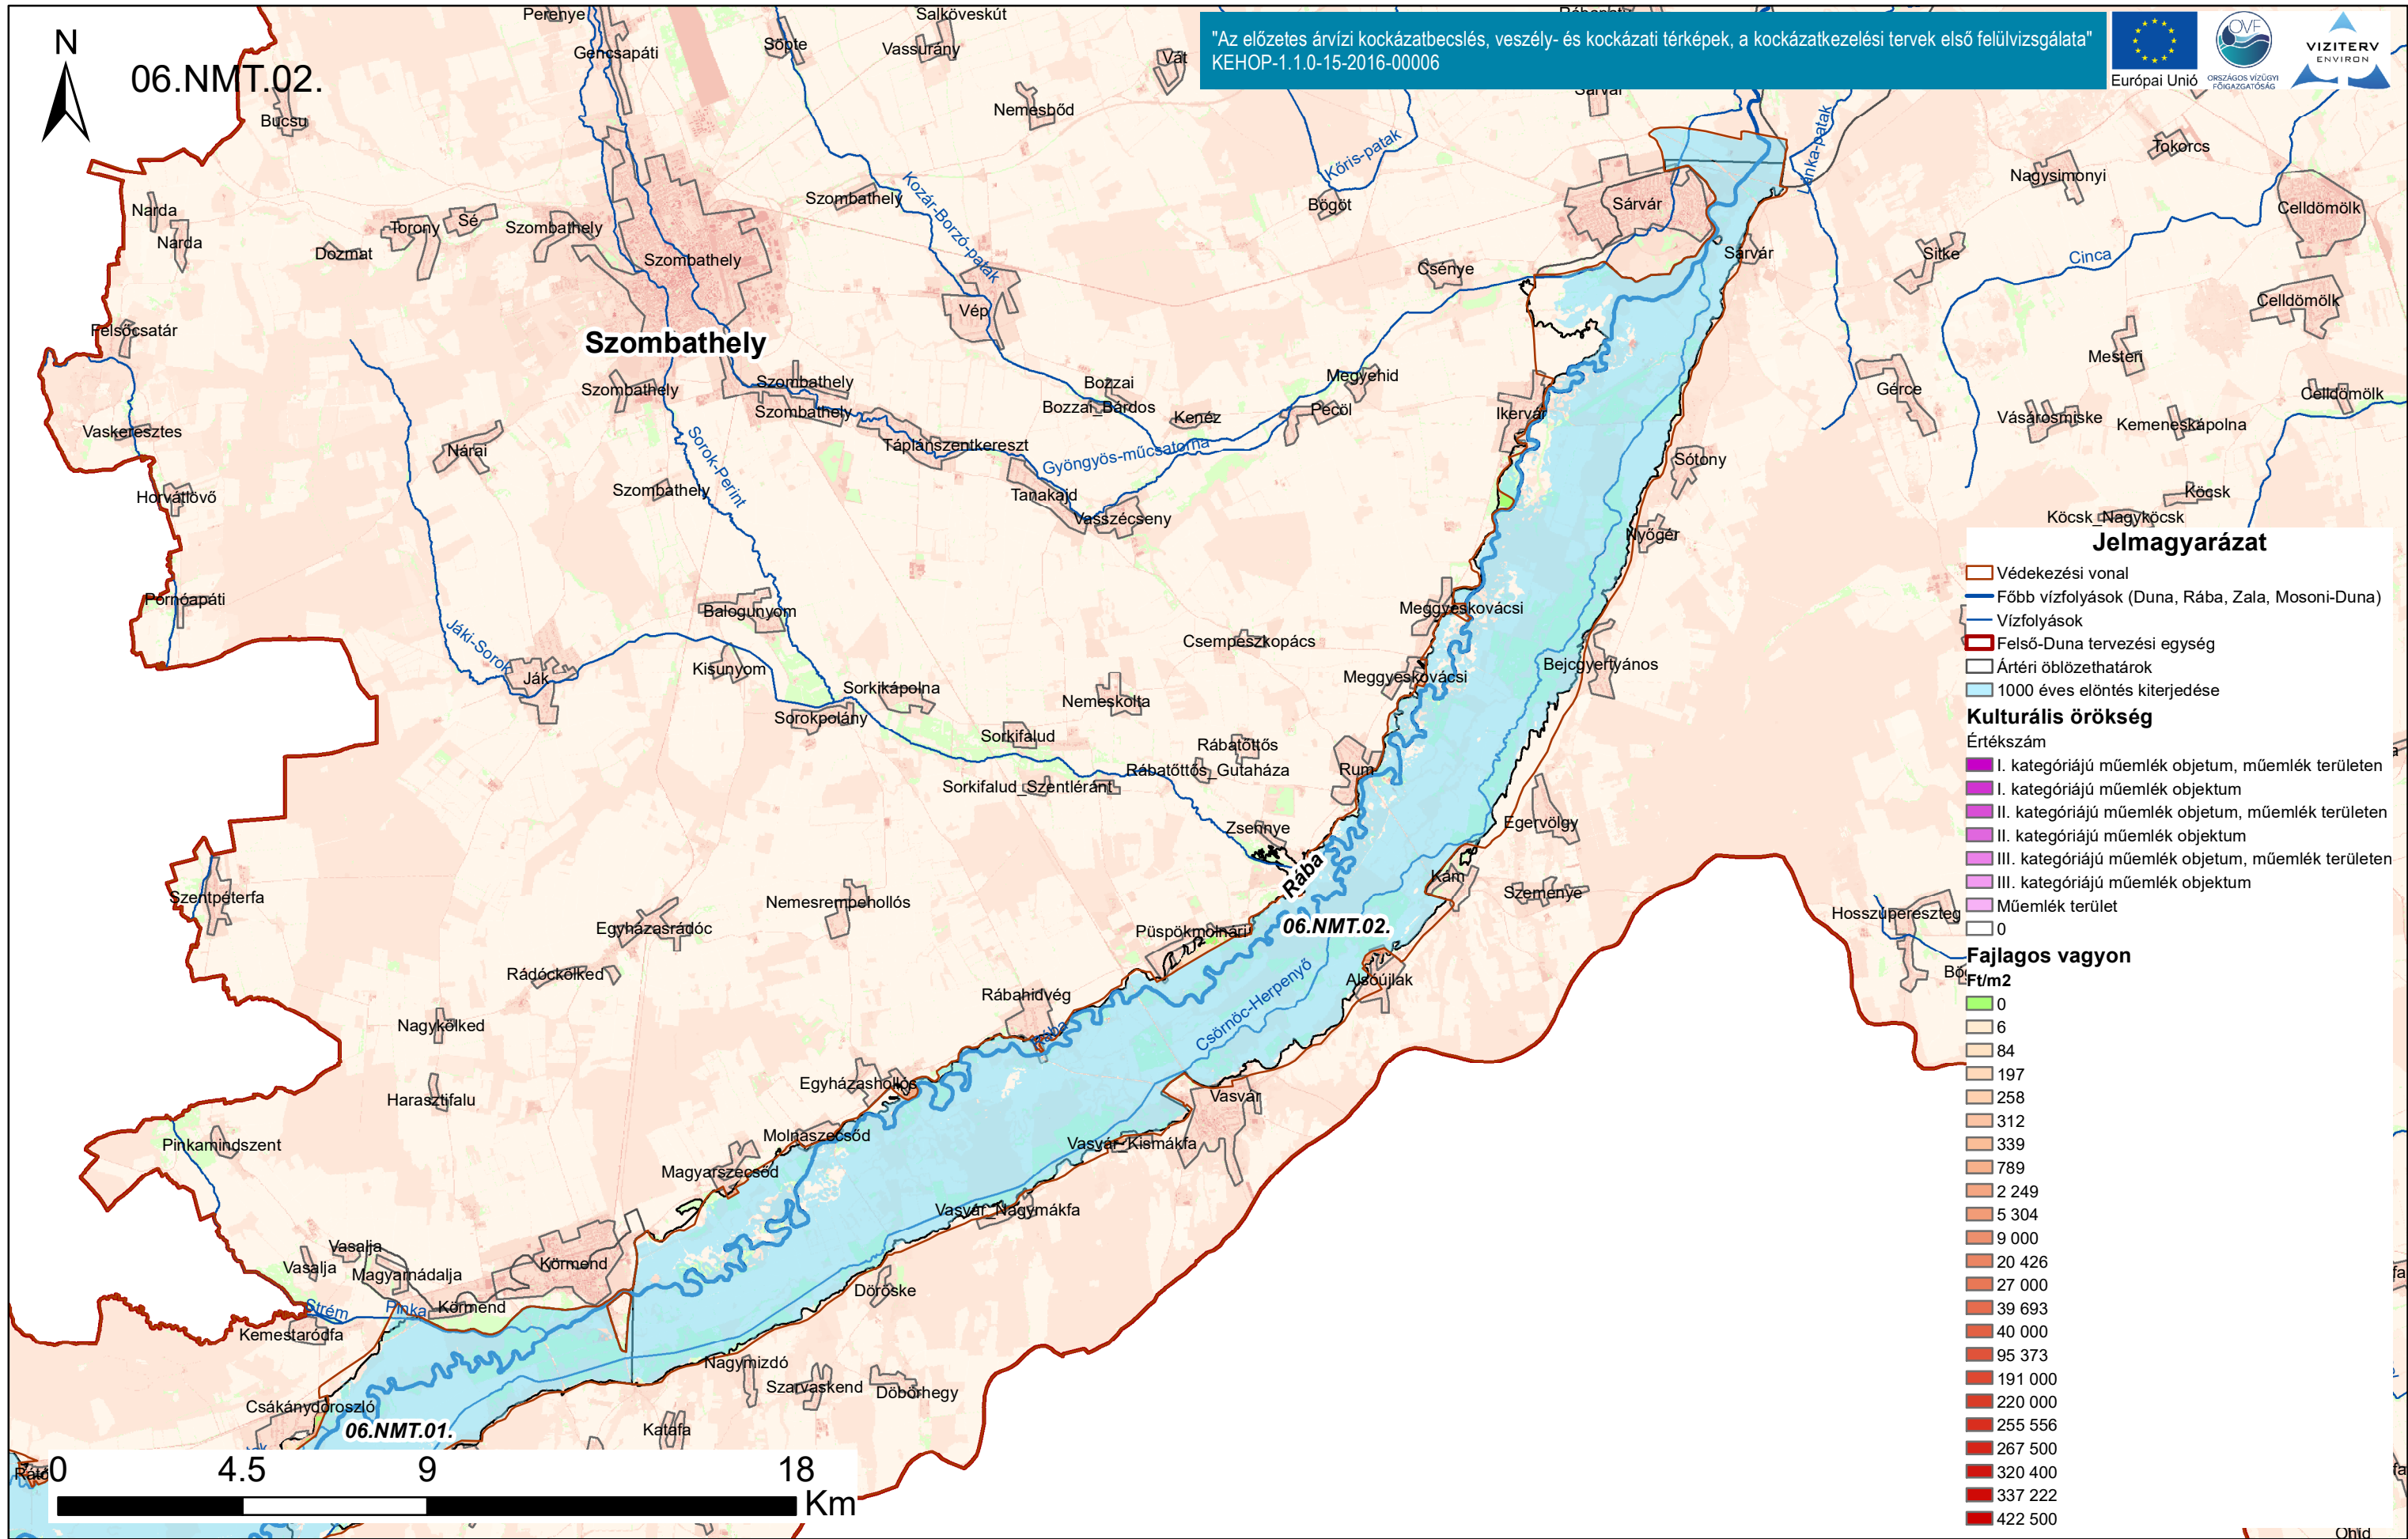 N
06.NMT.02.
"Az előzetes árvízi kockázatbecslés, veszély- és kockázati térképek, a kockázatkezelési tervek első felülvizsgálata"
KEHOP-1.1.0-15-2016-00006
Európai Unió
OVF
ORSZÁGOS VÍZÜGYI
FŐIGAZGATÓSÁG
VIZITERV
ENVIRON
Perenye
Salköveskút
Gencsapáti
Söpte
Vassurány
Vát
Sárvár
Nemesbőd
Bucsu
Kőris-patak
Lánka-patak
Tokorcs
Nagysimonyi
Narda
Narda
Torony
Sé
Dozmat
Szombathely
Szombathely
Szombathely
Kozár-Borzó-patak
Bögöt
Sárvár
Sárvár
Celldömölk
Sitke
Cinca
Csénye
Felsőcsatár
Vép
Celldömölk
Szombathely
Mesteri
Szombathely
Szombathely
Szombathely
Bozzai
Bozzai_Bárdos
Megyehid
Kenéz
Pecöl
Ikervár
Gérce
Celldömölk
Vásárosmiske
Kemeneskápolna
Vaskeresztes
Nárai
Sorok-Perint
Táplánszentkereszt
Gyöngyös-műcsatorna
Sótony
Horvátlövő
Szombathely
Tanakajd
Vasszécseny
Köcsk
Köcsk_Nagyköcsk
Nyőgér
Pornóapáti
Balogunyom
Meggyeskovácsi
Jáki-Sorok
Ják
Kisunyom
Csempeszkopács
Bejcgyertyános
Meggyeskovácsi
Sorkikápolna
Nemeskolta
Sorokpolány
Sorkifalud
Rábatöttös
Rábatöttös_Gutaháza
Rum
Sorkifalud_Szentléránt
Zsennye
Egervölgy
Rába
Szentpéterfa
Kám
Szemenye
Nemesrempehollós
Egyházasrádóc
Püspökmolnári
06.NMT.02.
Hosszúpereszteg
Rádóckölked
Alsóújlak
Rábahídvég
Rába
Csörnöc-Herpenyő
Nagykölked
Harasztifalu
Egyházashollós
Vasvár
Pinkamindszent
Molnaszecsőd
Vasvár_Kismákfa
Magyarszecsőd
Vasvár_Nagymákfa
Vasalja
Vasalja
Magyarnádalja
Körmend
Körmend
Döröske
Strém
Pinka
Kemestaródfa
Nagymizdó
Szarvaskend
Döbörhegy
Csákánydoroszló
Katafa
06.NMT.01.
0
4.5
9
18
Km
Jelmagyarázat
Védekezési vonal
Főbb vízfolyások (Duna, Rába, Zala, Mosoni-Duna)
Vízfolyások
Felső-Duna tervezési egység
Ártéri öblözethatárok
1000 éves elöntés kiterjedése
Kulturális örökség
Értékszám
I. kategóriájú műemlék objetum, műemlék területen
I. kategóriájú műemlék objektum
II. kategóriájú műemlék objetum, műemlék területen
II. kategóriájú műemlék objektum
III. kategóriájú műemlék objetum, műemlék területen
III. kategóriájú műemlék objektum
Műemlék terület
0
Fajlagos vagyon
Ft/m2
0
6
84
197
258
312
339
789
2 249
5 304
9 000
20 426
27 000
39 693
40 000
95 373
191 000
220 000
255 556
267 500
320 400
337 222
422 500